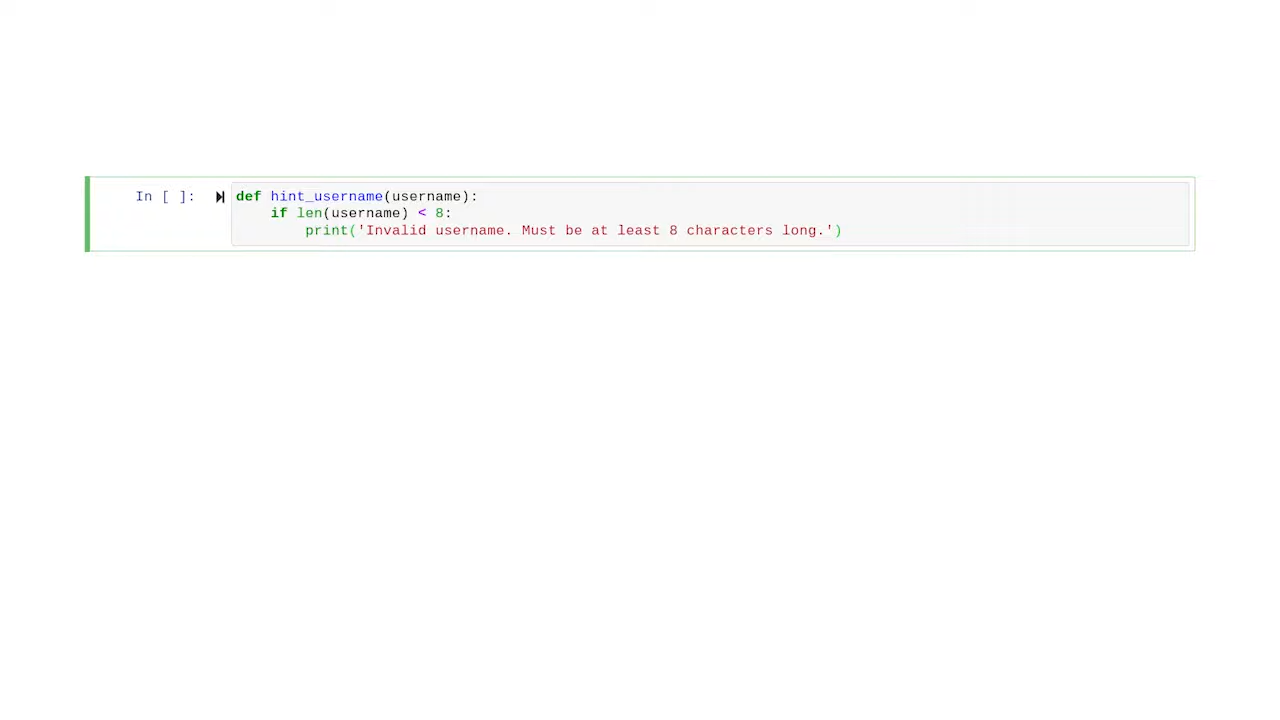 In [ ]: def hint_username(username):
    if len(username) < 8:
        print('Invalid username. Must be at least 8 characters long.')